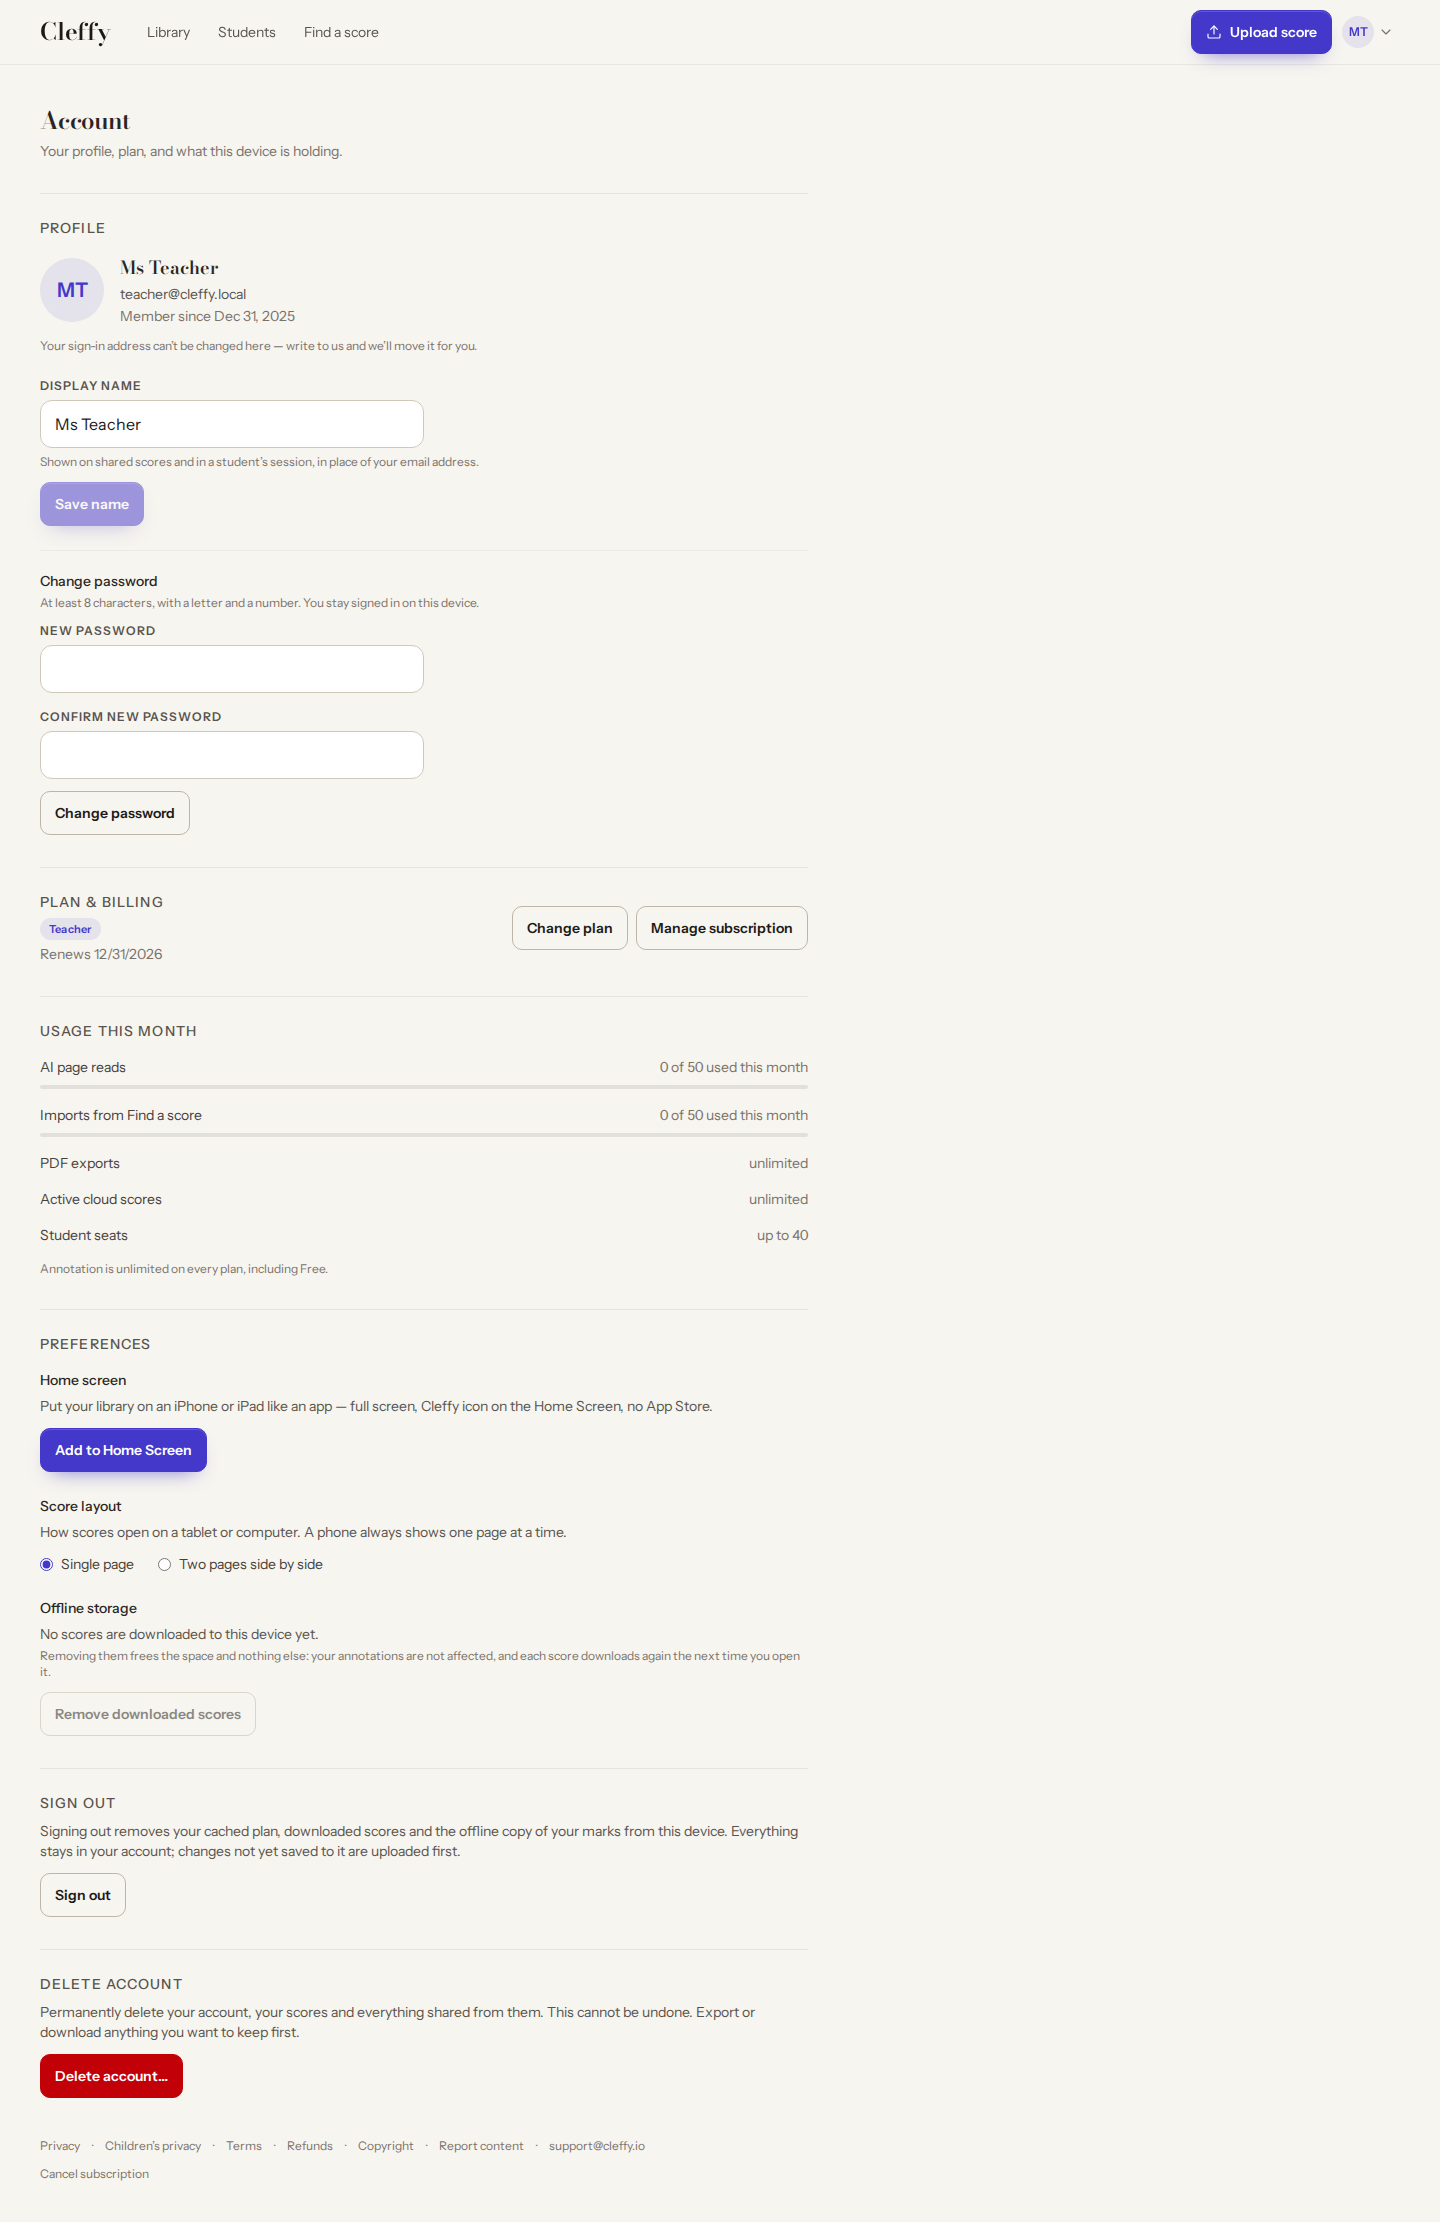 Cleffy
Library
Students
Find a score
Upload score
MT
Account
Your profile, plan, and what this device is holding.
PROFILE
MT
Ms Teacher
teacher@cleffy.local
Member since Dec 31, 2025
Your sign-in address can't be changed here — write to us and we'll move it for you.
DISPLAY NAME
Ms Teacher
Shown on shared scores and in a student's session, in place of your email address.
Save name
Change password
At least 8 characters, with a letter and a number. You stay signed in on this device.
NEW PASSWORD
CONFIRM NEW PASSWORD
Change password
PLAN & BILLING
Teacher
Renews 12/31/2026
Change plan
Manage subscription
USAGE THIS MONTH
AI page reads
0 of 50 used this month
Imports from Find a score
0 of 50 used this month
PDF exports
unlimited
Active cloud scores
unlimited
Student seats
up to 40
Annotation is unlimited on every plan, including Free.
PREFERENCES
Home screen
Put your library on an iPhone or iPad like an app — full screen, Cleffy icon on the Home Screen, no App Store.
Add to Home Screen
Score layout
How scores open on a tablet or computer. A phone always shows one page at a time.
Single page
Two pages side by side
Offline storage
No scores are downloaded to this device yet.
Removing them frees the space and nothing else: your annotations are not affected, and each score downloads again the next time you open
it.
Remove downloaded scores
SIGN OUT
Signing out removes your cached plan, downloaded scores and the offline copy of your marks from this device. Everything
stays in your account; changes not yet saved to it are uploaded first.
Sign out
DELETE ACCOUNT
Permanently delete your account, your scores and everything shared from them. This cannot be undone. Export or
download anything you want to keep first.
Delete account…
Privacy · Children's privacy · Terms · Refunds · Copyright · Report content · support@cleffy.io
Cancel subscription